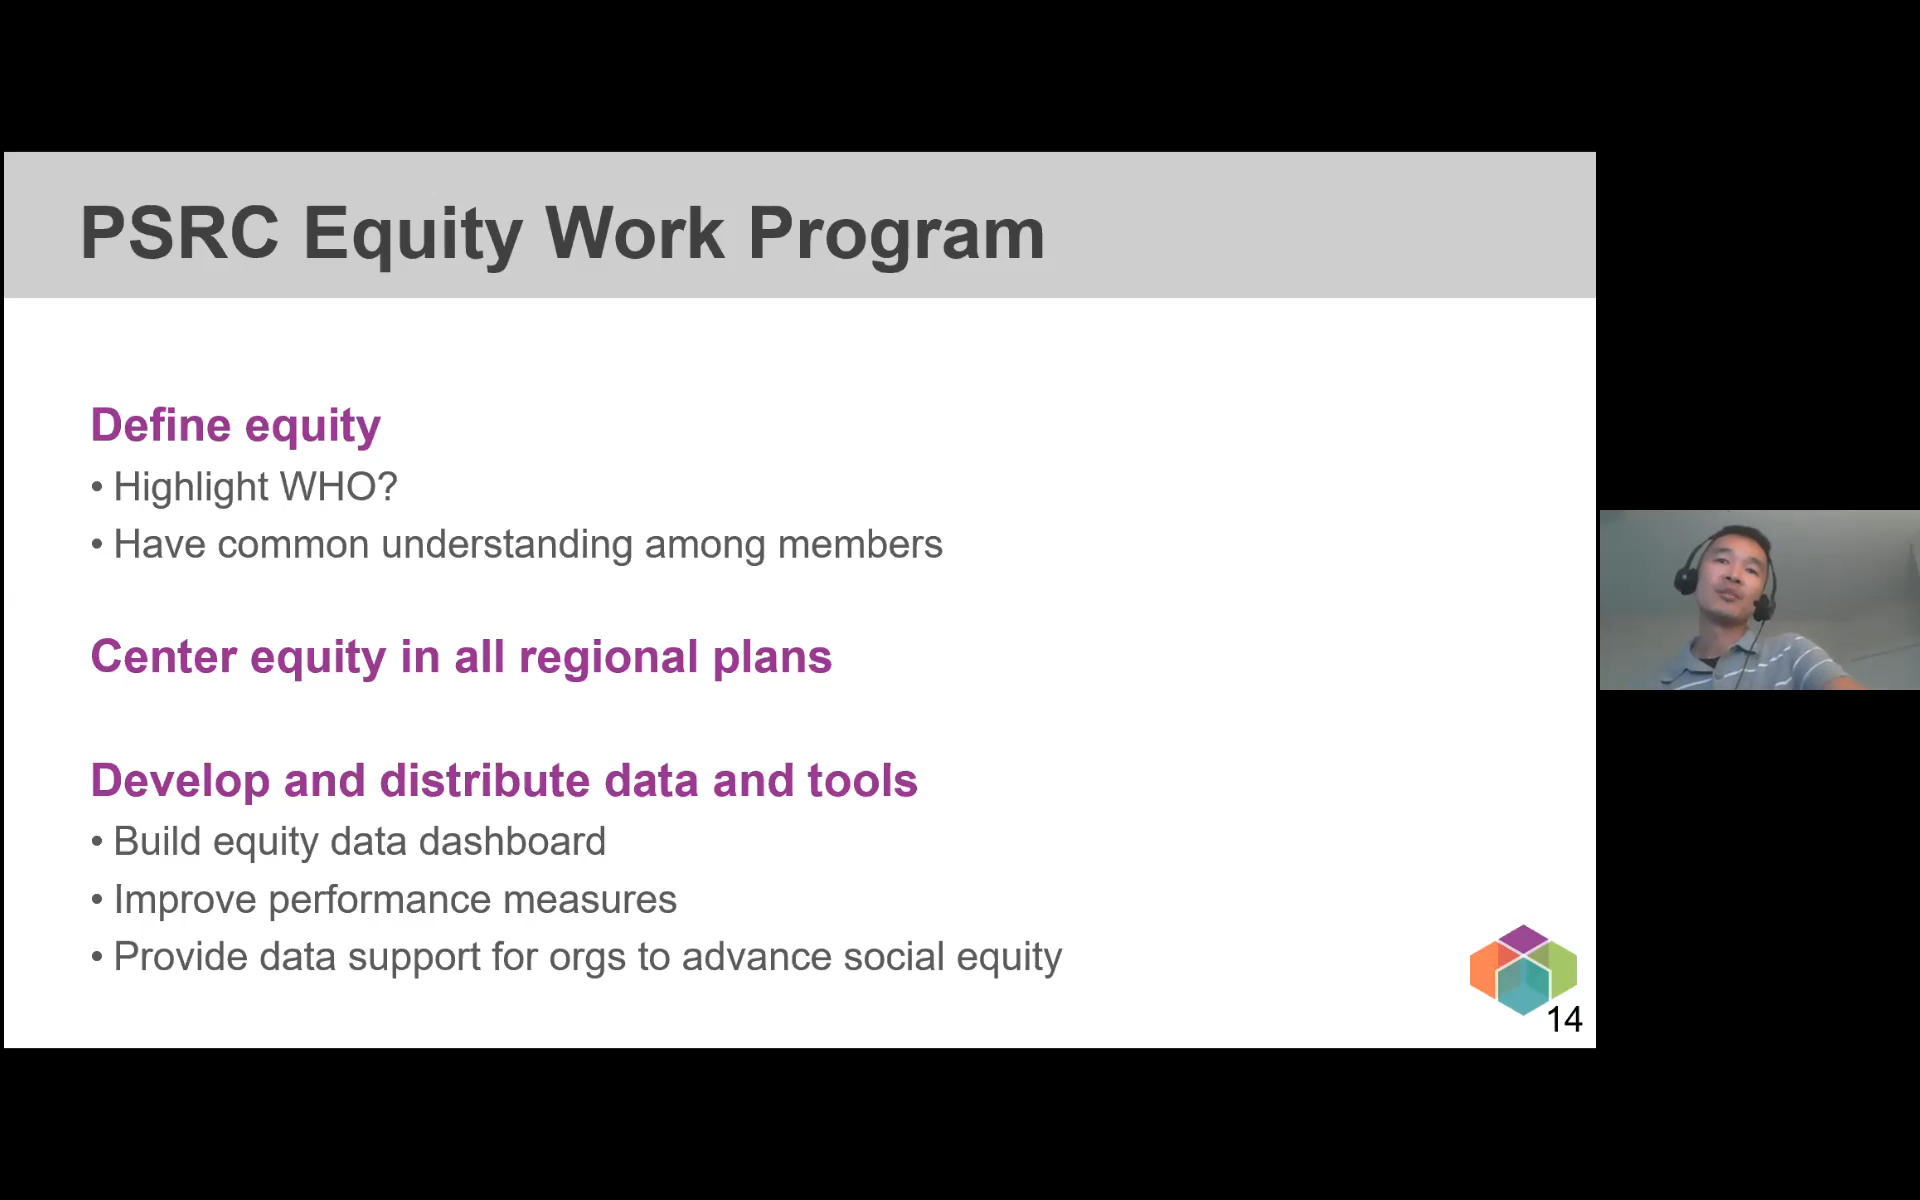 PSRC Equity Work Program
Define equity
• Highlight WHO?
• Have common understanding among members
Center equity in all regional plans
Develop and distribute data and tools
• Build equity data dashboard
• Improve performance measures
• Provide data support for orgs to advance social equity
14